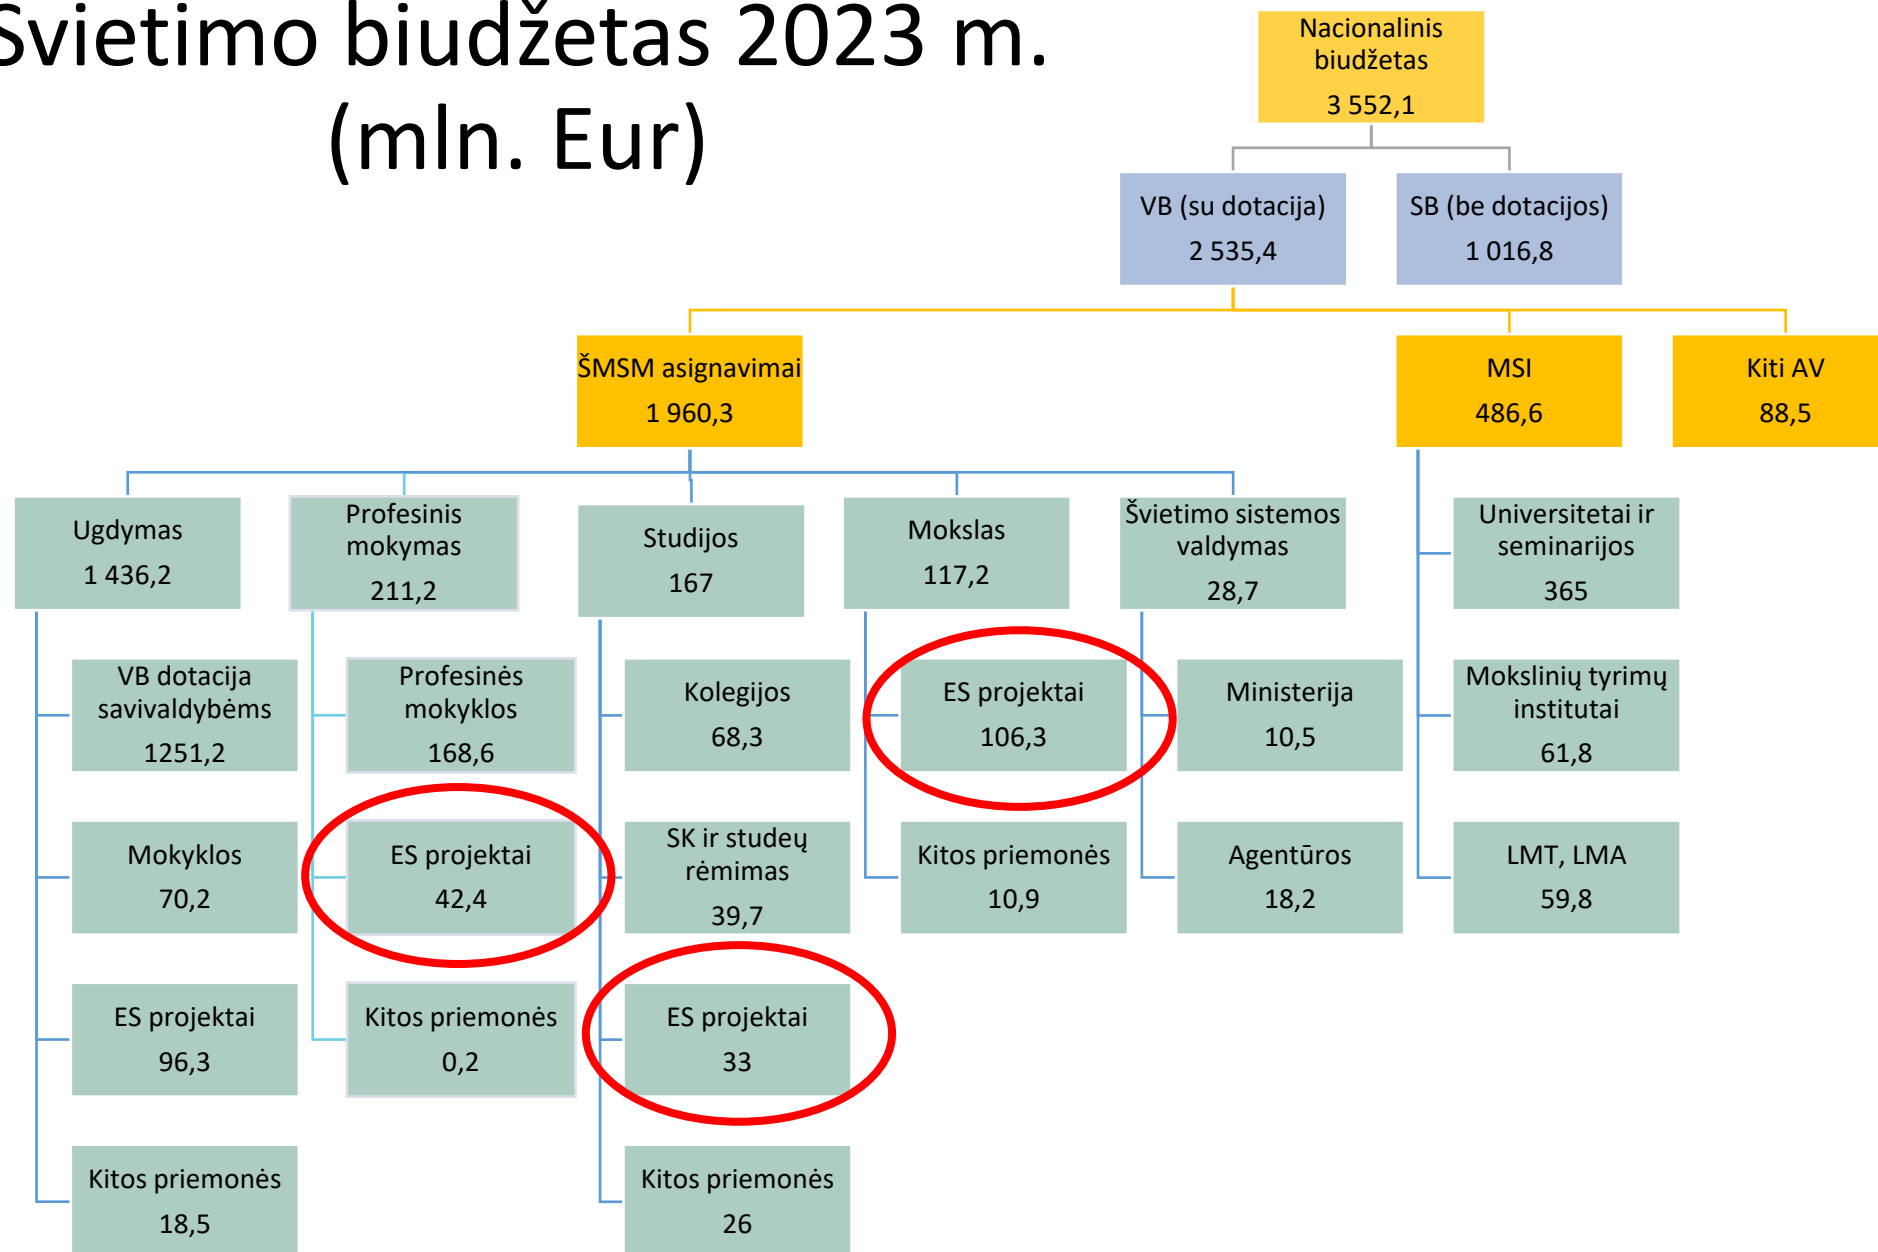 Švietimo biudžetas 2023 m.
(mln. Eur)
Nacionalinis
biudžetas
3 552,1
VB (su dotacija)
2 535,4
SB (be dotacijos)
1 016,8
ŠMSM asignavimai
1 960,3
MSI
486,6
Kiti AV
88,5
Ugdymas
1 436,2
Profesinis
mokymas
211,2
Studijos
167
Mokslas
117,2
Švietimo sistemos
valdymas
28,7
Universitetai ir
seminarijos
365
VB dotacija
savivaldybėms
1251,2
Profesinės
mokyklos
168,6
Kolegijos
68,3
ES projektai
106,3
Ministerija
10,5
Mokslinių tyrimų
institutai
61,8
Mokyklos
70,2
ES projektai
42,4
SK ir studeų
rėmimas
39,7
Kitos priemonės
10,9
Agentūros
18,2
LMT, LMA
59,8
ES projektai
96,3
Kitos priemonės
0,2
ES projektai
33
Kitos priemonės
18,5
Kitos priemonės
26